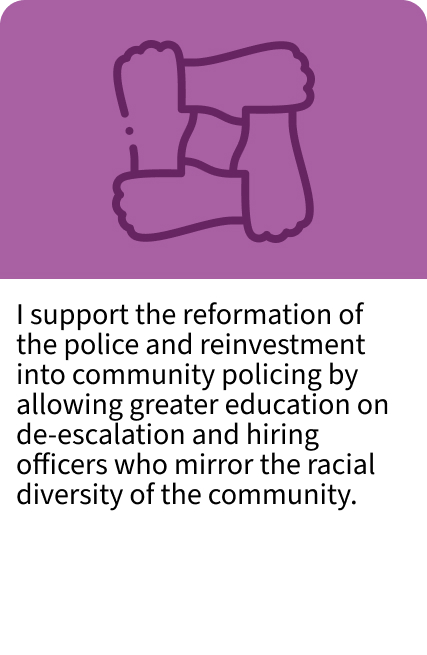 I support the reformation of
the police and reinvestment
into community policing by
allowing greater education on
de-escalation and hiring
officers who mirror the racial
diversity of the community.